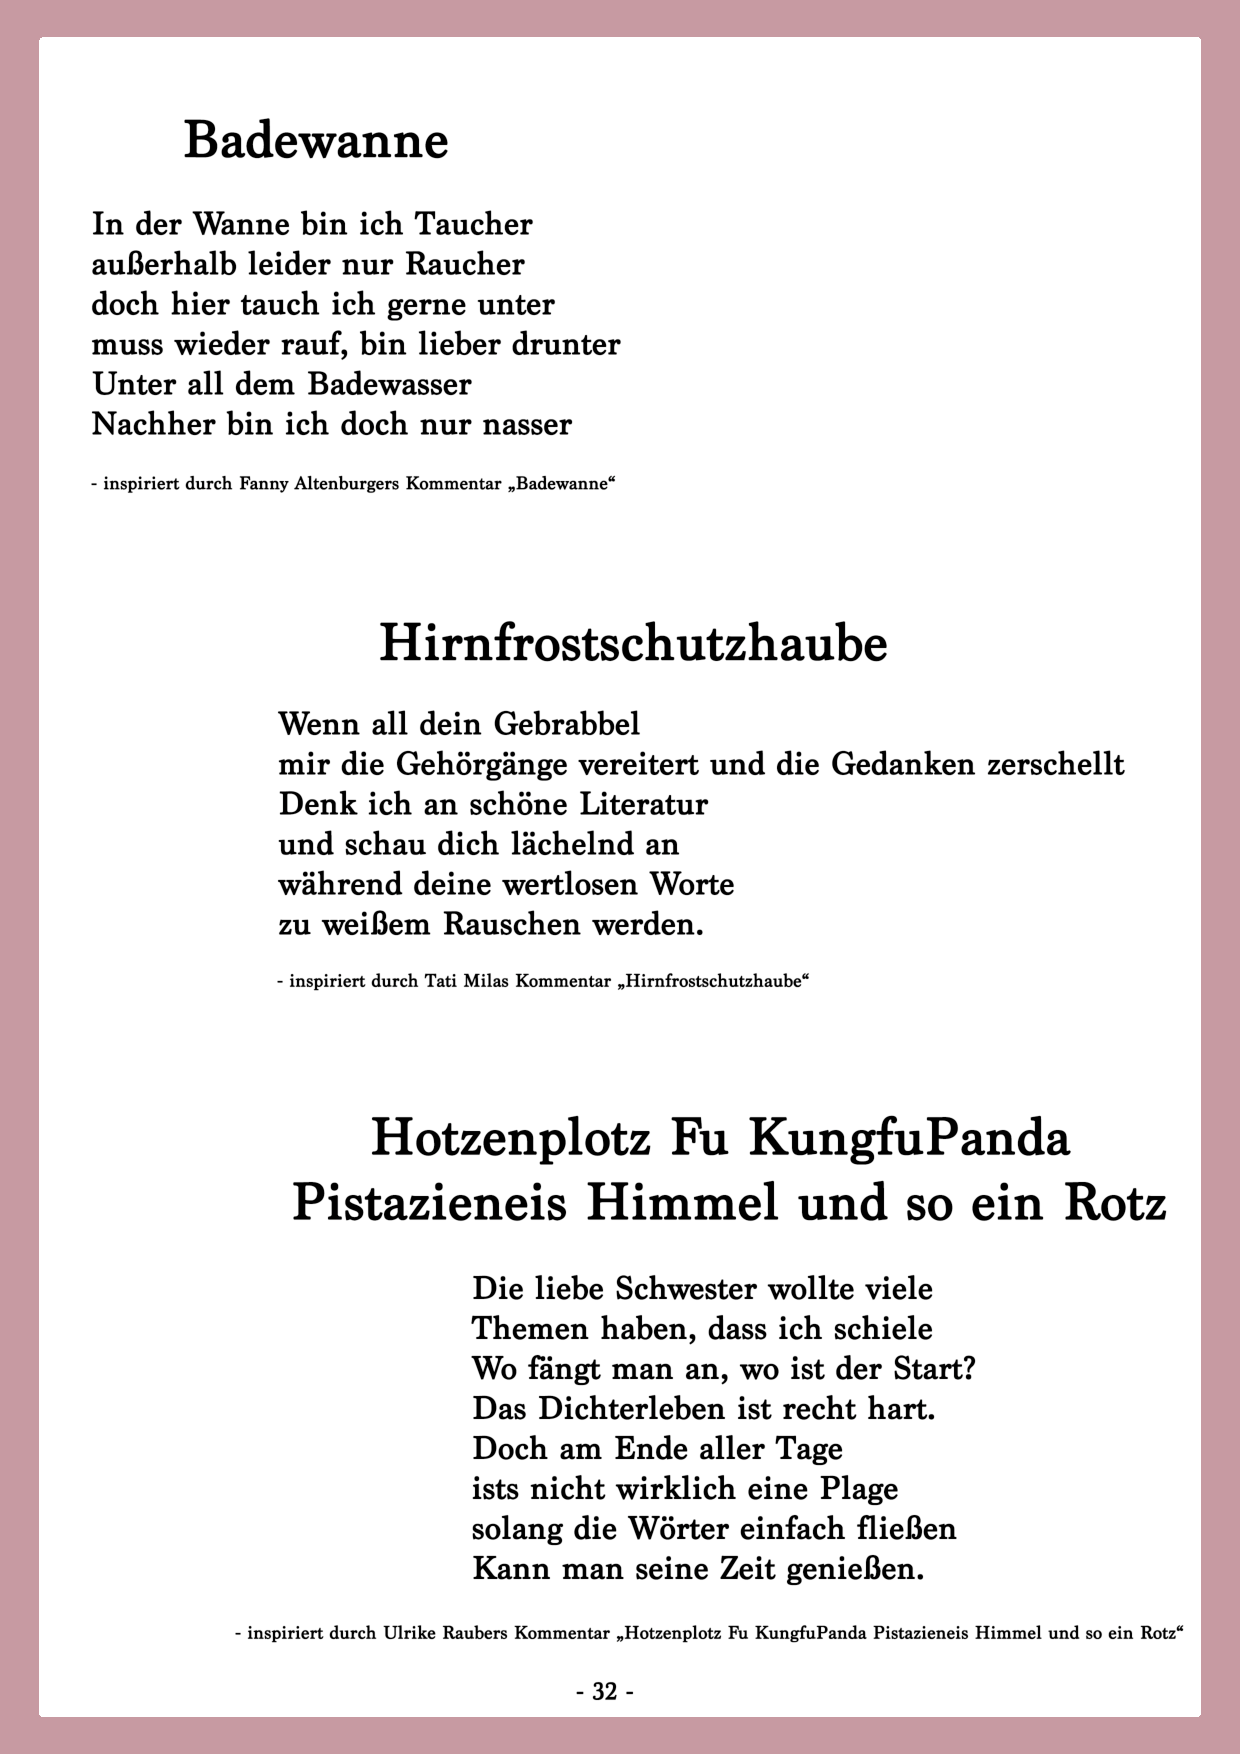 Badewanne
In der Wanne bin ich Taucher
außerhalb leider nur Raucher
doch hier tauch ich gerne unter
muss wieder rauf, bin lieber drunter
Unter all dem Badewasser
Nachher bin ich doch nur nasser
- inspiriert durch Fanny Altenburgers Kommentar „Badewanne“
Hirnfrostschutzhaube
Wenn all dein Gebrabbel
mir die Gehörgänge vereitert und die Gedanken zerschellt
Denk ich an schöne Literatur
und schau dich lächelnd an
während deine wertlosen Worte
zu weißem Rauschen werden.
- inspiriert durch Tati Milas Kommentar „Hirnfrostschutzhaube“
Hotzenplotz Fu KungfuPanda
Pistazieneis Himmel und so ein Rotz
Die liebe Schwester wollte viele
Themen haben, dass ich schiele
Wo fängt man an, wo ist der Start?
Das Dichterleben ist recht hart.
Doch am Ende aller Tage
ists nicht wirklich eine Plage
solang die Wörter einfach fließen
Kann man seine Zeit genießen.
- inspiriert durch Ulrike Raubers Kommentar „Hotzenplotz Fu KungfuPanda Pistazieneis Himmel und so ein Rotz“
- 32 -